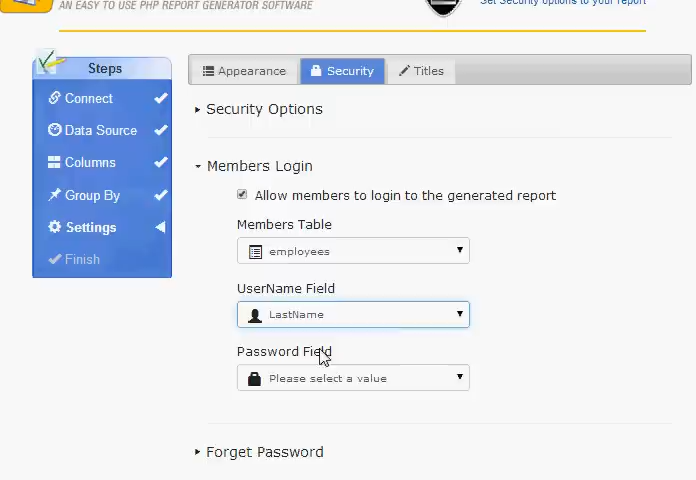 AN EASY TO USE PHP REPORT GENERATOR SOFTWARE
Set Security options to your report
Steps
Connect
Data Source
Columns
Group By
Settings
Finish
Appearance
Security
Titles
Security Options
Members Login
Allow members to login to the generated report
Members Table
employees
UserName Field
LastName
Password Field
Please select a value
Forget Password